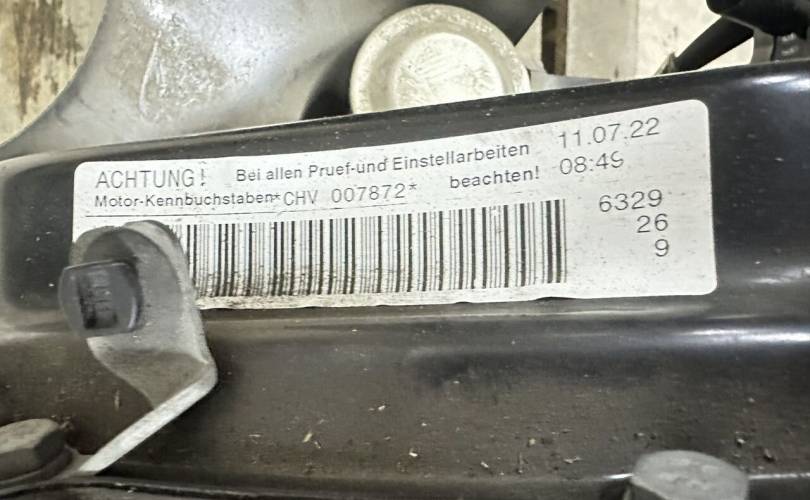 ACHTUNG! Bei allen Pruef-und Einstellarbeiten 11.07.22
Motor-Kennbuchstaben*CHV 007872* beachten! 08:49
6329
26
9